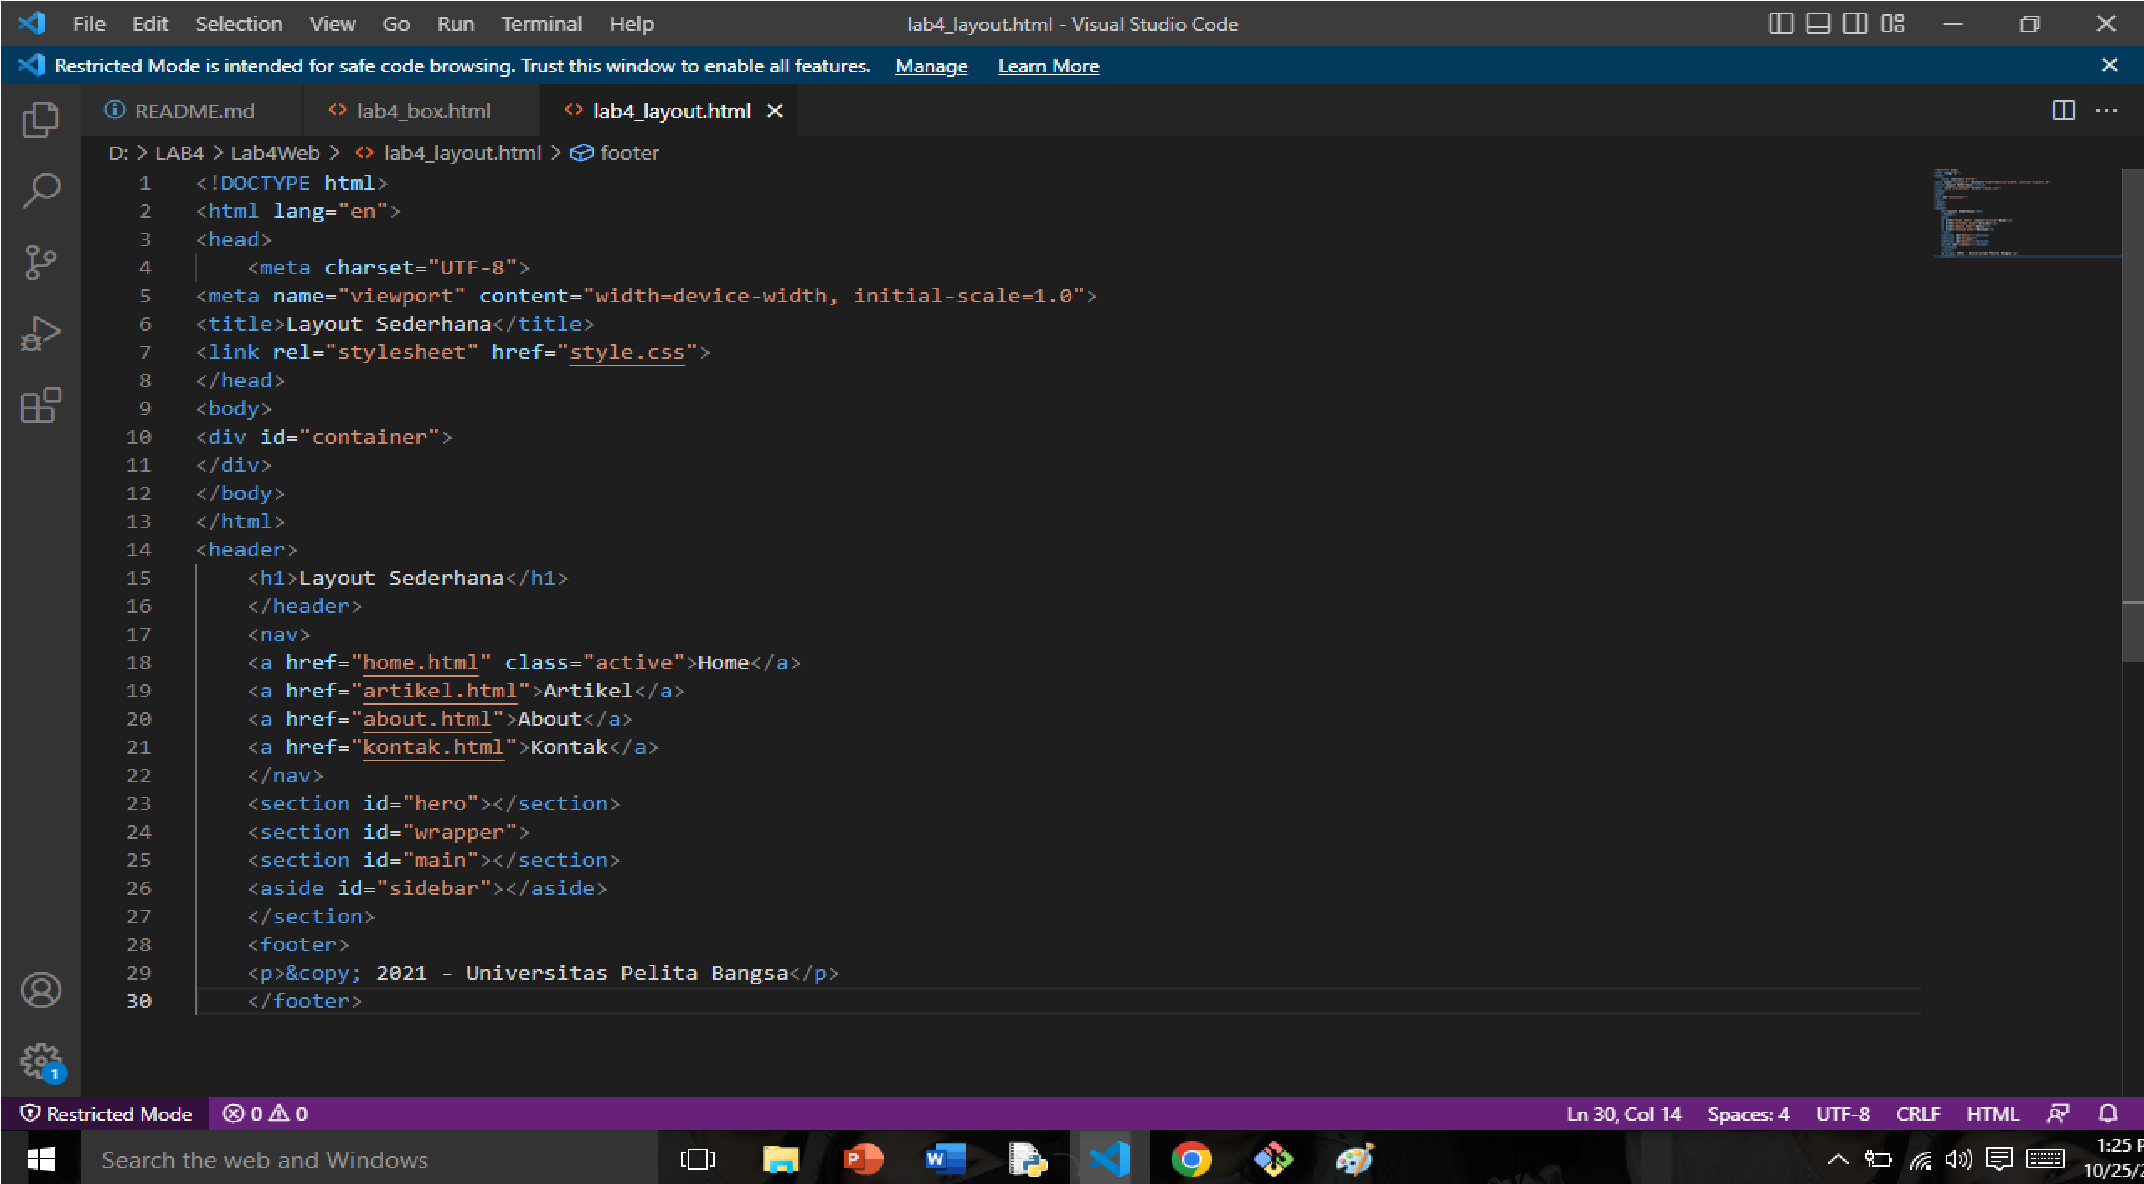 File Edit Selection View Go Run Terminal Help lab4_layout.html - Visual Studio Code
Restricted Mode is intended for safe code browsing. Trust this window to enable all features. Manage Learn More
README.md lab4_box.html lab4_layout.html
D: > LAB4 > Lab4Web > <> lab4_layout.html > footer
1 <!DOCTYPE html>
2 <html lang="en">
3 <head>
4 <meta charset="UTF-8">
5 <meta name="viewport" content="width=device-width, initial-scale=1.0">
6 <title>Layout Sederhana</title>
7 <link rel="stylesheet" href="style.css">
8 </head>
9 <body>
10 <div id="container">
11 </div>
12 </body>
13 </html>
14 <header>
15 <h1>Layout Sederhana</h1>
16 </header>
17 <nav>
18 <a href="home.html" class="active">Home</a>
19 <a href="artikel.html">Artikel</a>
20 <a href="about.html">About</a>
21 <a href="kontak.html">Kontak</a>
22 </nav>
23 <section id="hero"></section>
24 <section id="wrapper">
25 <section id="main"></section>
26 <aside id="sidebar"></aside>
27 </section>
28 <footer>
29 <p>&copy; 2021 - Universitas Pelita Bangsa</p>
30 </footer>
1
Restricted Mode 0 0 Ln 30, Col 14 Spaces: 4 UTF-8 CRLF HTML
Search the web and Windows
1:25 P
10/25/2